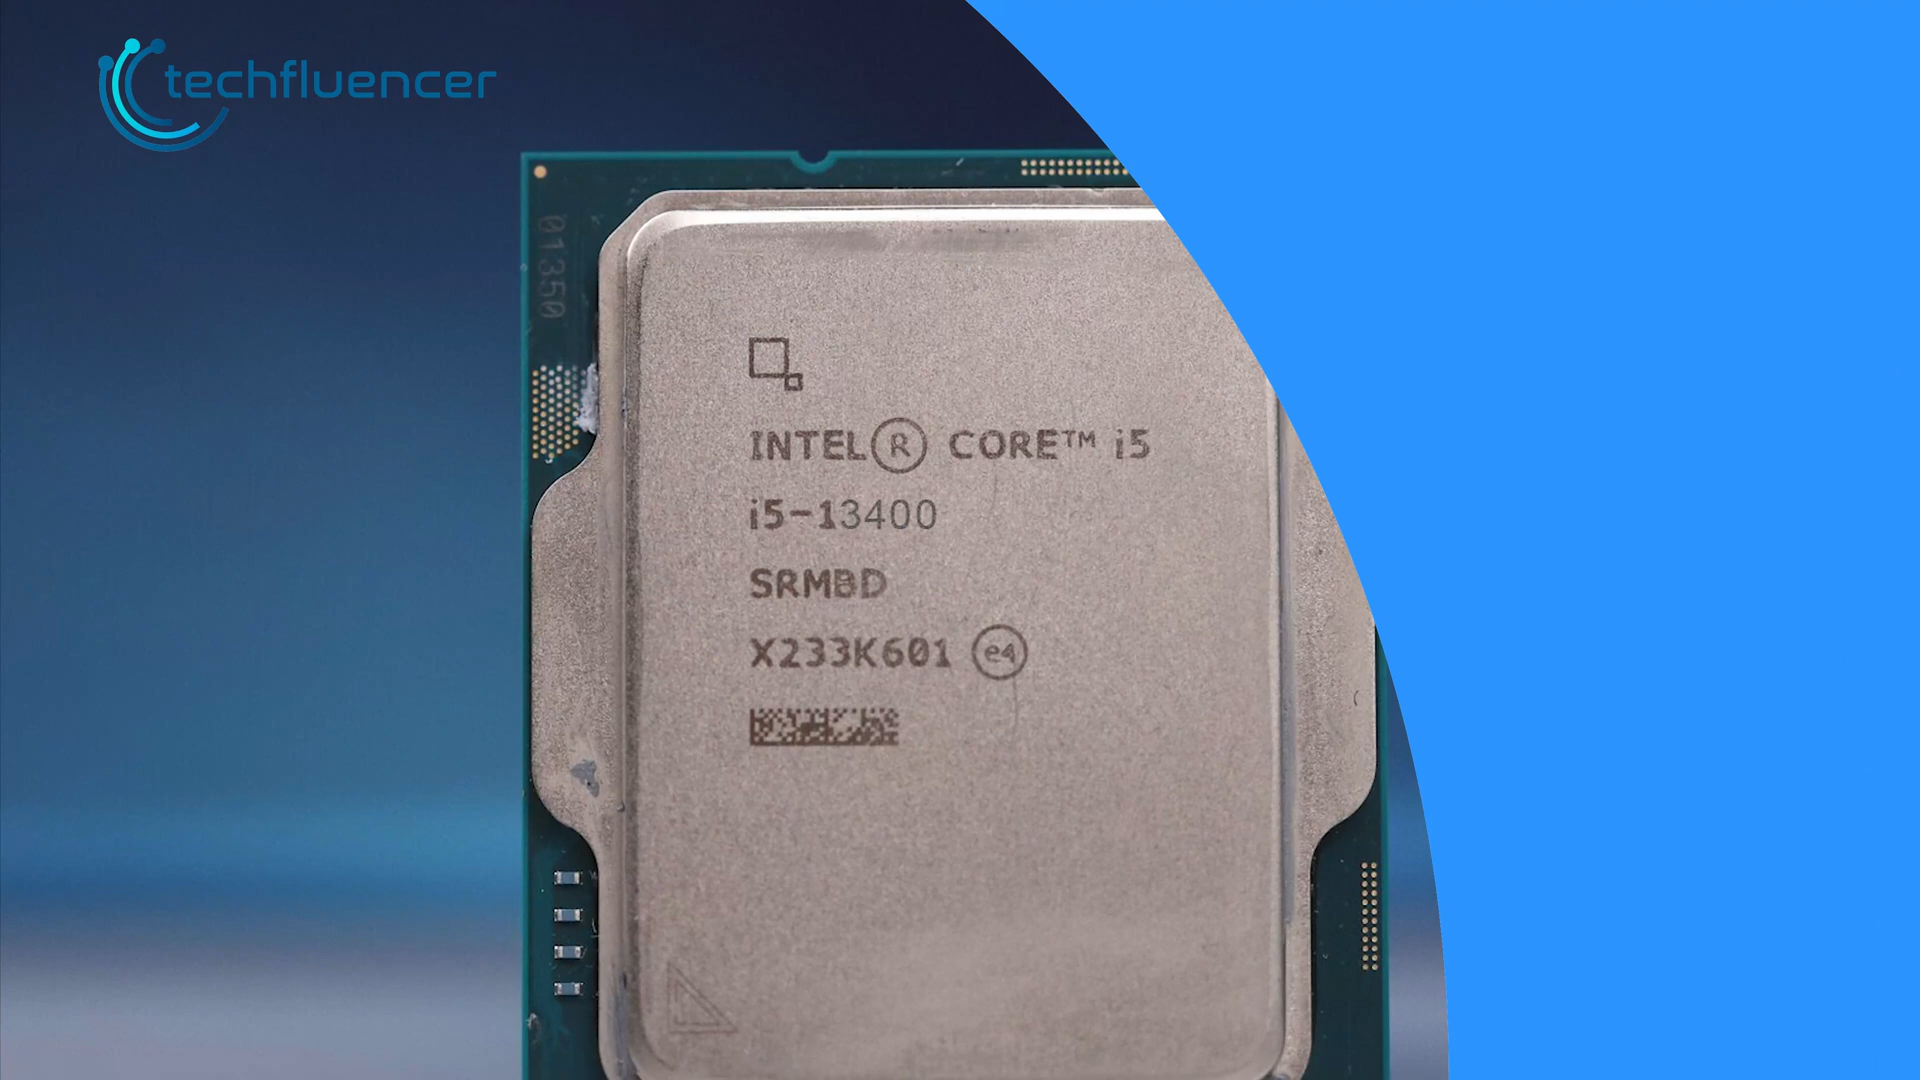 techfluencer
01350
INTEL® CORE™ i5
i5-13400
SRMBD
X233K601 e4